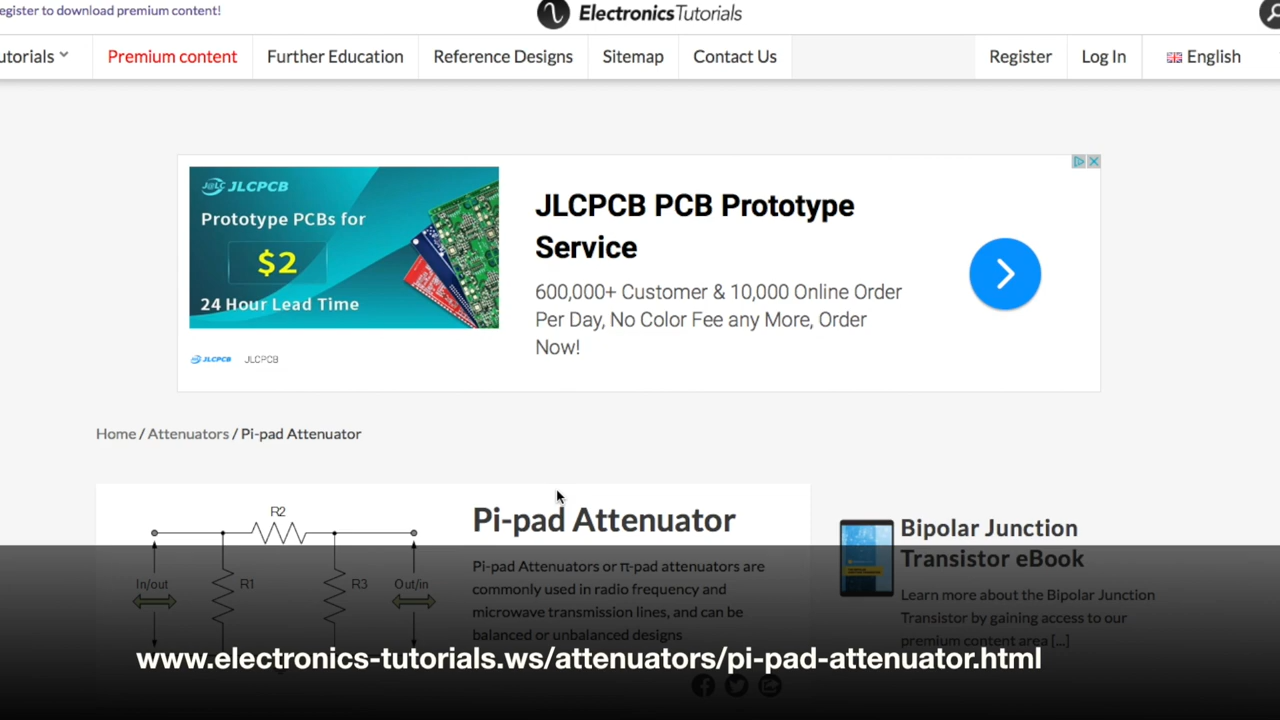 egister to download premium content!
ElectronicsTutorials
utorials
Premium content
Further Education
Reference Designs
Sitemap
Contact Us
Register
Log In
English
JLCPCB
Prototype PCBs for
$2
24 Hour Lead Time
JLCPCB JLCPCB
JLCPCB PCB Prototype
Service
600,000+ Customer & 10,000 Online Order
Per Day, No Color Fee any More, Order
Now!
Home / Attenuators / Pi-pad Attenuator
R2
In/out
R1
R3
Out/in
Pi-pad Attenuator
Pi-pad Attenuators or π-pad attenuators are
commonly used in radio frequency and
microwave transmission lines, and can be
balanced or unbalanced designs
Bipolar Junction
Transistor eBook
Learn more about the Bipolar Junction
Transistor by gaining access to our
premium content area [...]
www.electronics-tutorials.ws/attenuators/pi-pad-attenuator.html